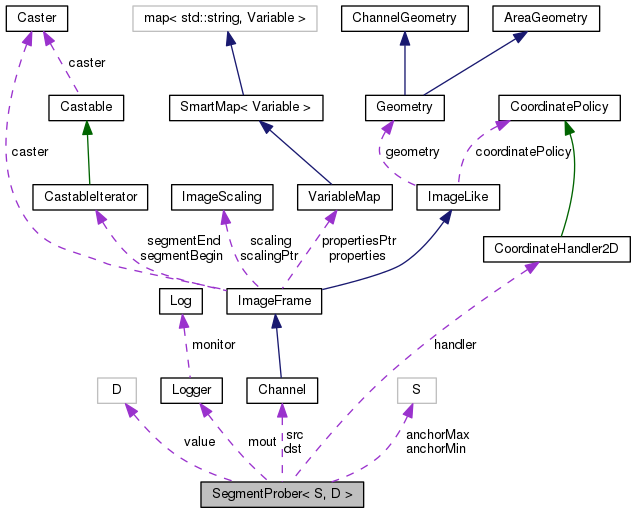 Caster
map< std::string, Variable >
ChannelGeometry
AreaGeometry
caster
Castable
SmartMap< Variable >
Geometry
CoordinatePolicy
caster
geometry
coordinatePolicy
CastableIterator
ImageScaling
VariableMap
ImageLike
segmentEnd
segmentBegin
scaling
scalingPtr
propertiesPtr
properties
CoordinateHandler2D
Log
ImageFrame
monitor
handler
D
Logger
Channel
S
value
mout
src
dst
anchorMax
anchorMin
SegmentProber< S, D >